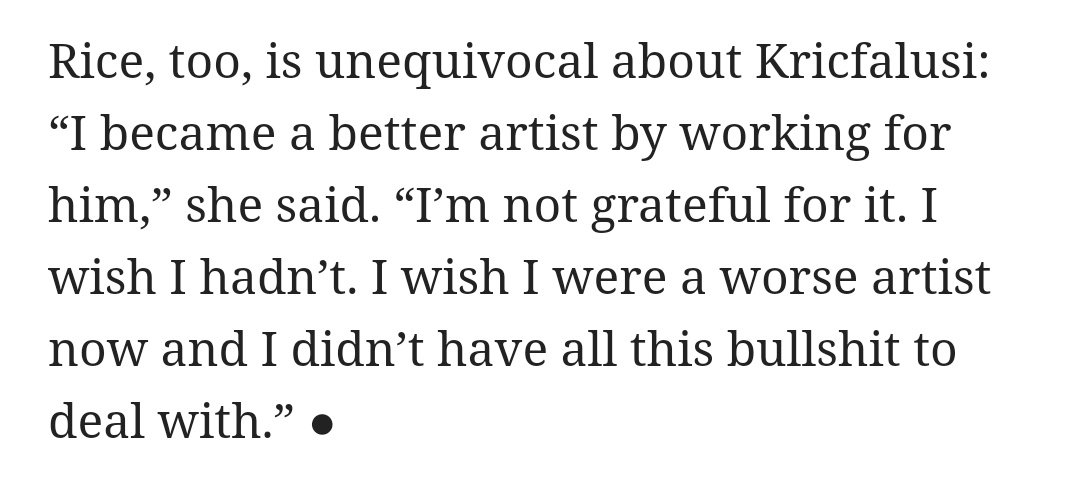 Rice, too, is unequivocal about Kricfalusi:
“I became a better artist by working for
him,” she said. “I’m not grateful for it. I
wish I hadn’t. I wish I were a worse artist
now and I didn’t have all this bullshit to
deal with.” ●